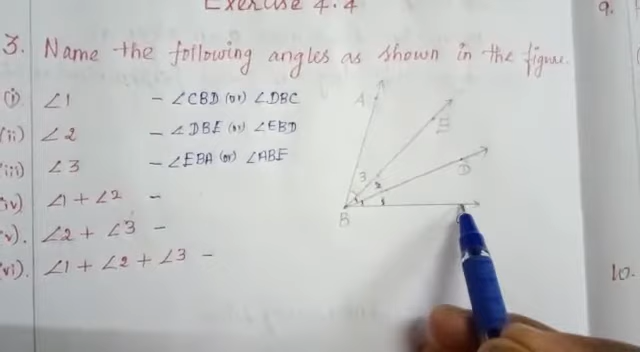 Exercise 4.4
9.
3. Name the following angles as shown in the figure.
(i) ∠1 - ∠CBD (or) ∠DBC
(ii) ∠2 - ∠DBE (or) ∠EBD
(iii) ∠3 - ∠EBA (or) ∠ABE
iv) ∠1 + ∠2 -
v). ∠2 + ∠3 -
(vi). ∠1 + ∠2 + ∠3 -
A
E
D
3
2
1
B
10.